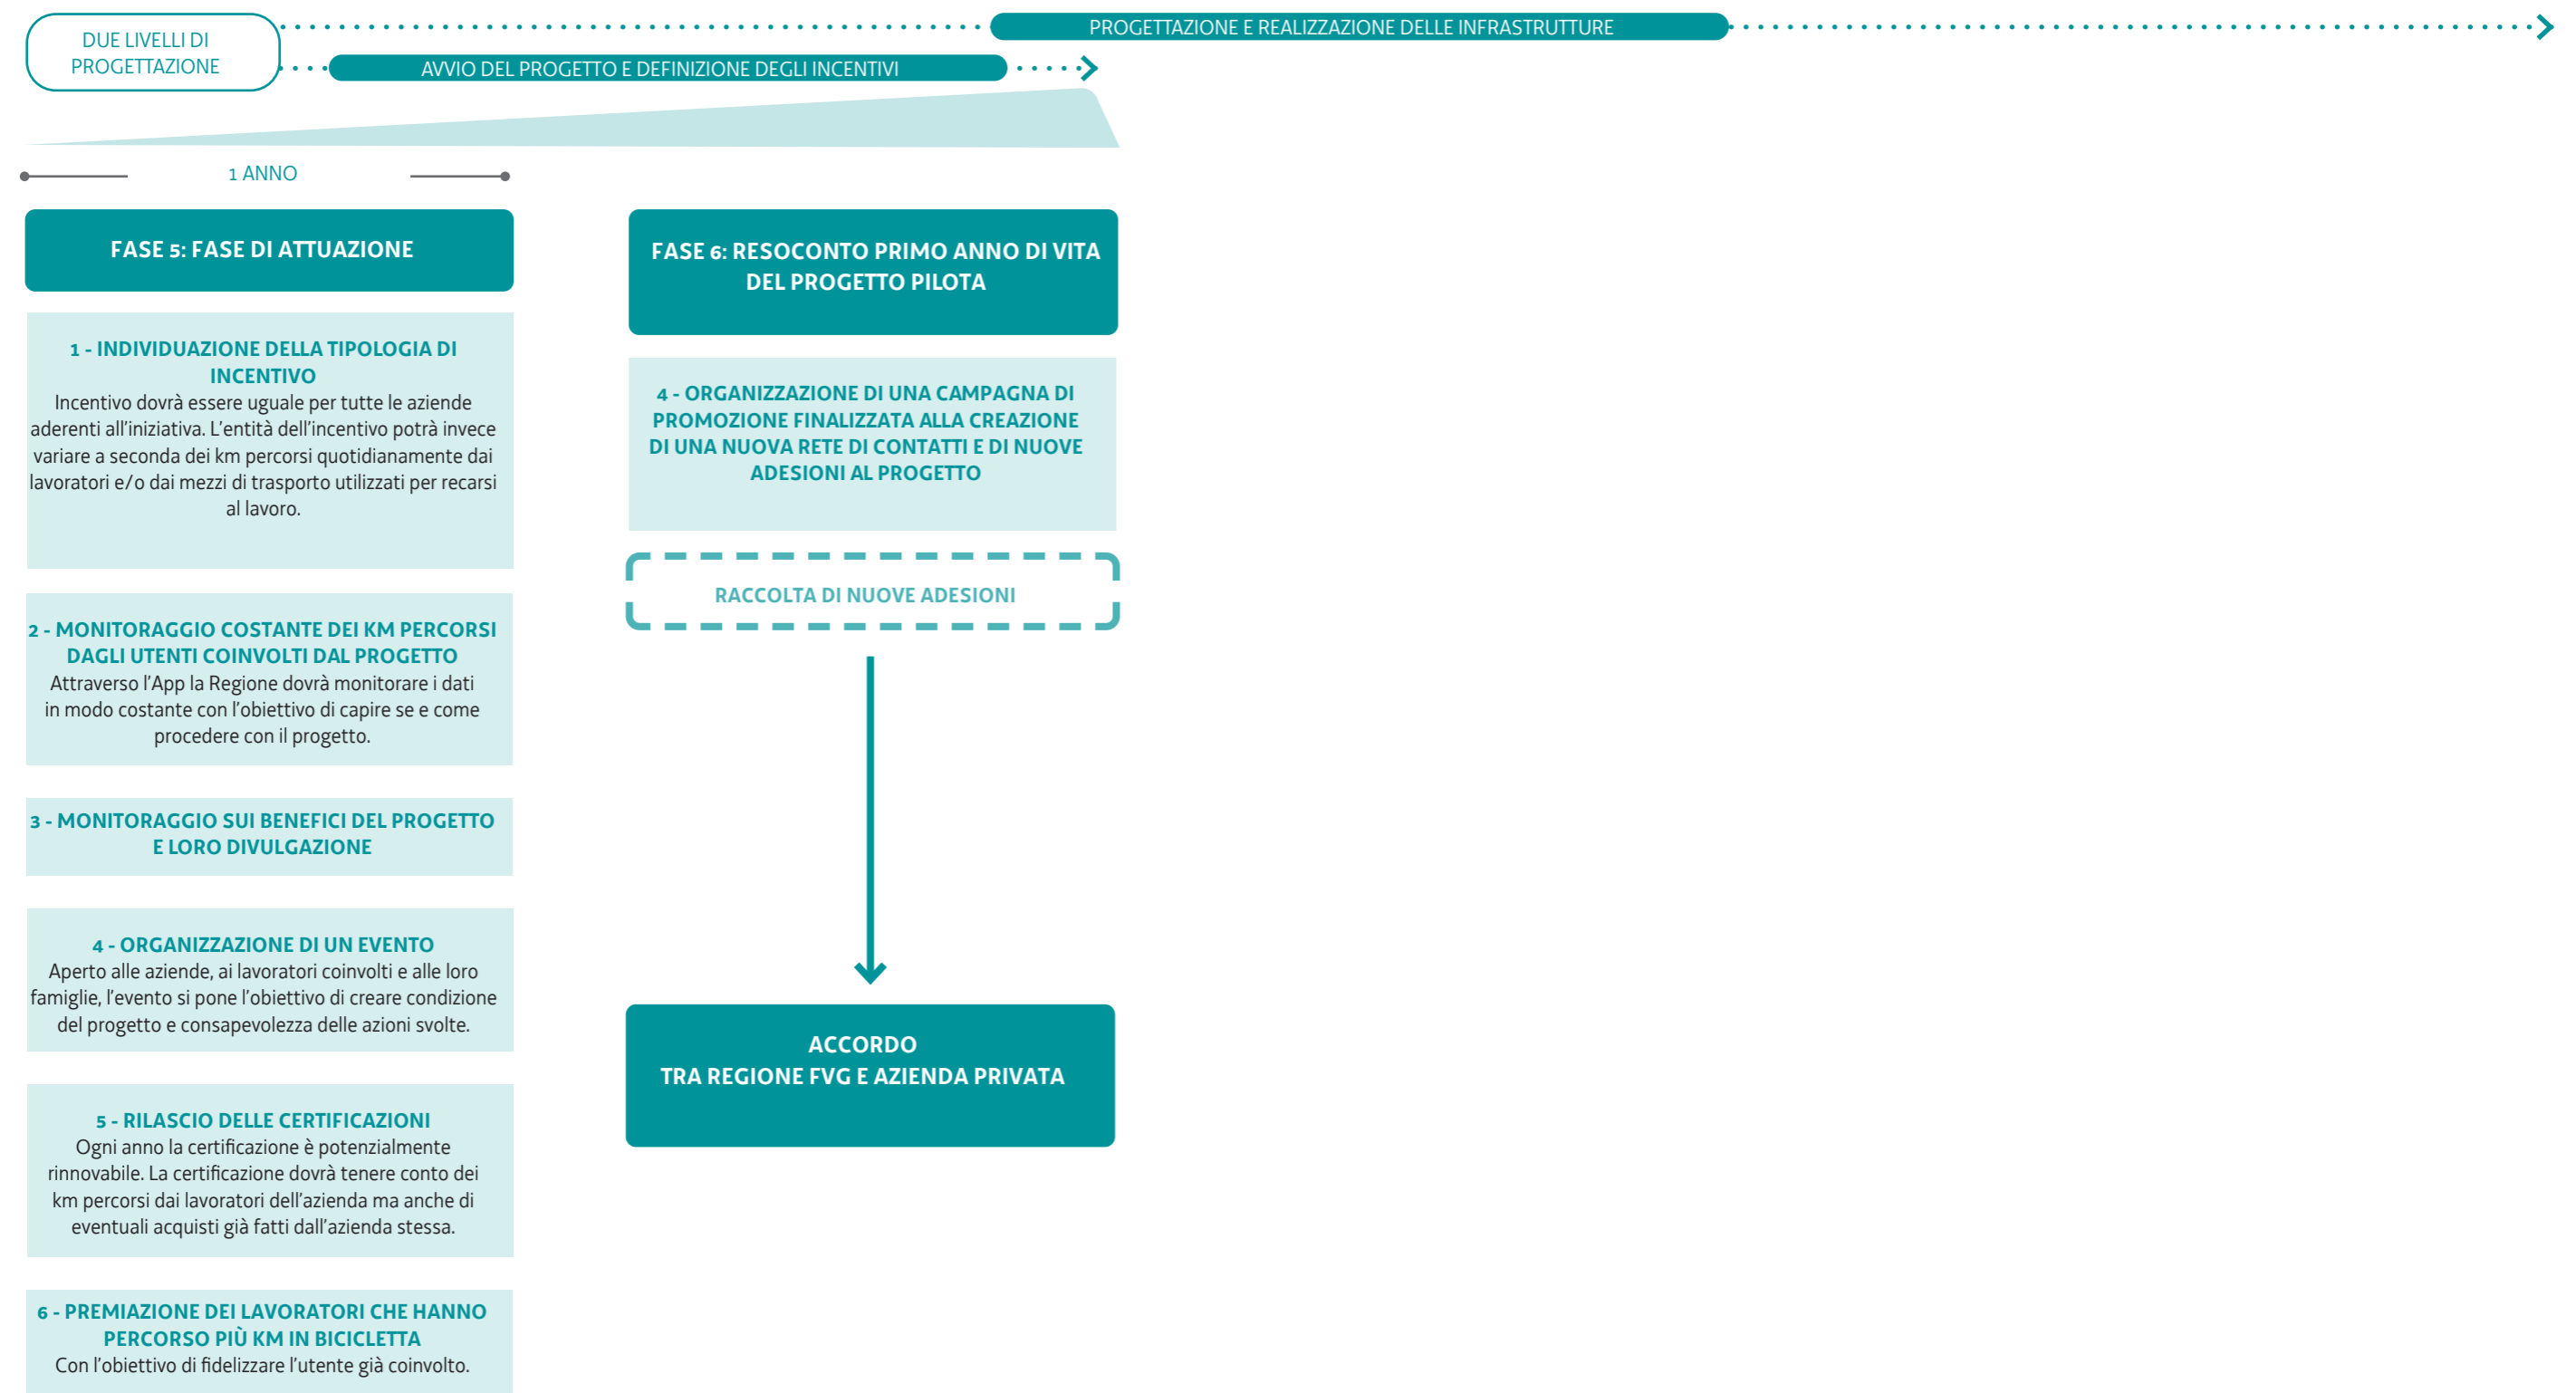 DUE LIVELLI DI
PROGETTAZIONE
PROGETTAZIONE E REALIZZAZIONE DELLE INFRASTRUTTURE
AVVIO DEL PROGETTO E DEFINIZIONE DEGLI INCENTIVI
1 ANNO
FASE 5: FASE DI ATTUAZIONE
1 - INDIVIDUAZIONE DELLA TIPOLOGIA DI
INCENTIVO
Incentivo dovrà essere uguale per tutte le aziende
aderenti all'iniziativa. L'entità dell'incentivo potrà invece
variare a seconda dei km percorsi quotidianamente dai
lavoratori e/o dai mezzi di trasporto utilizzati per recarsi
al lavoro.
2 - MONITORAGGIO COSTANTE DEI KM PERCORSI
DAGLI UTENTI COINVOLTI DAL PROGETTO
Attraverso l'App la Regione dovrà monitorare i dati
in modo costante con l'obiettivo di capire se e come
procedere con il progetto.
3 - MONITORAGGIO SUI BENEFICI DEL PROGETTO
E LORO DIVULGAZIONE
4 - ORGANIZZAZIONE DI UN EVENTO
Aperto alle aziende, ai lavoratori coinvolti e alle loro
famiglie, l'evento si pone l'obiettivo di creare condizione
del progetto e consapevolezza delle azioni svolte.
5 - RILASCIO DELLE CERTIFICAZIONI
Ogni anno la certificazione è potenzialmente
rinnovabile. La certificazione dovrà tenere conto dei
km percorsi dai lavoratori dell'azienda ma anche di
eventuali acquisti già fatti dall'azienda stessa.
6 - PREMIAZIONE DEI LAVORATORI CHE HANNO
PERCORSO PIÙ KM IN BICICLETTA
Con l'obiettivo di fidelizzare l'utente già coinvolto.
FASE 6: RESOCONTO PRIMO ANNO DI VITA
DEL PROGETTO PILOTA
4 - ORGANIZZAZIONE DI UNA CAMPAGNA DI
PROMOZIONE FINALIZZATA ALLA CREAZIONE
DI UNA NUOVA RETE DI CONTATTI E DI NUOVE
ADESIONI AL PROGETTO
RACCOLTA DI NUOVE ADESIONI
ACCORDO
TRA REGIONE FVG E AZIENDA PRIVATA